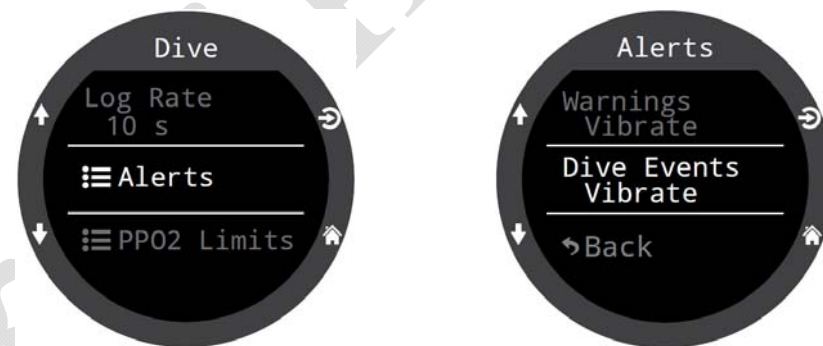 Dive
Log Rate
10 s
Alerts
PPO2 Limits
Alerts
Warnings
Vibrate
Dive Events
Vibrate
Back